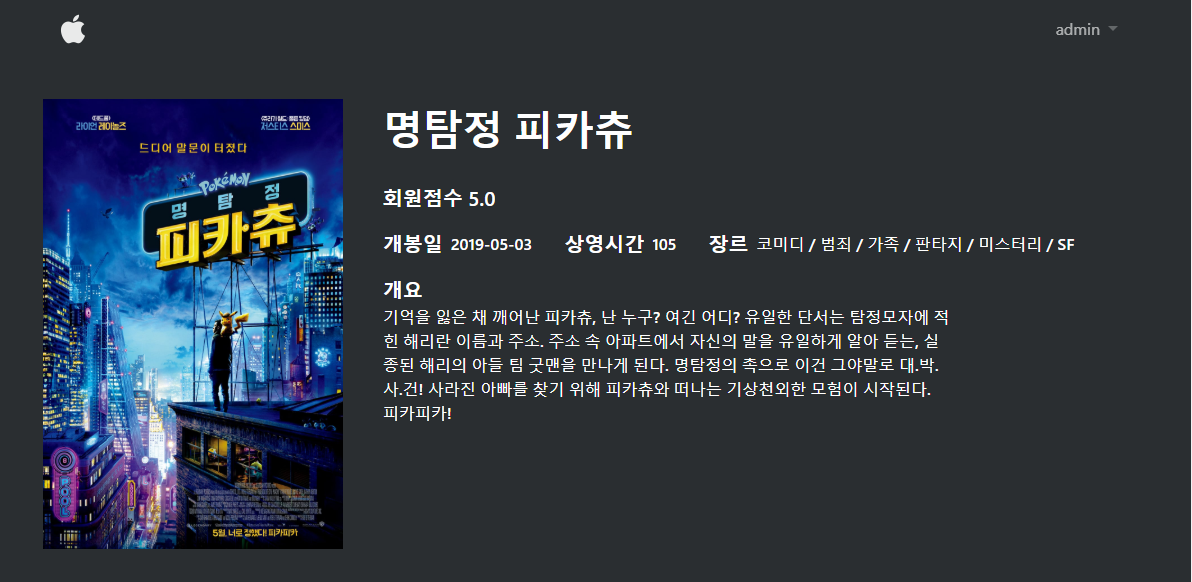 admin
<데드풀>
라이언 레이놀즈
저스티스 스미스
드디어 말문이 터졌다
POKéMON
명탐정
피카츄
5월, 너로 정했다! 피카피카
명탐정 피카츄
회원점수 5.0
개봉일 2019-05-03 상영시간 105 장르 코미디 / 범죄 / 가족 / 판타지 / 미스터리 / SF
개요
기억을 잃은 채 깨어난 피카츄, 난 누구? 여긴 어디? 유일한 단서는 탐정모자에 적
힌 해리란 이름과 주소. 주소 속 아파트에서 자신의 말을 유일하게 알아 듣는, 실
종된 해리의 아들 팀 굿맨을 만나게 된다. 명탐정의 촉으로 이건 그야말로 대.박.
사.건! 사라진 아빠를 찾기 위해 피카츄와 떠나는 기상천외한 모험이 시작된다.
피카피카!